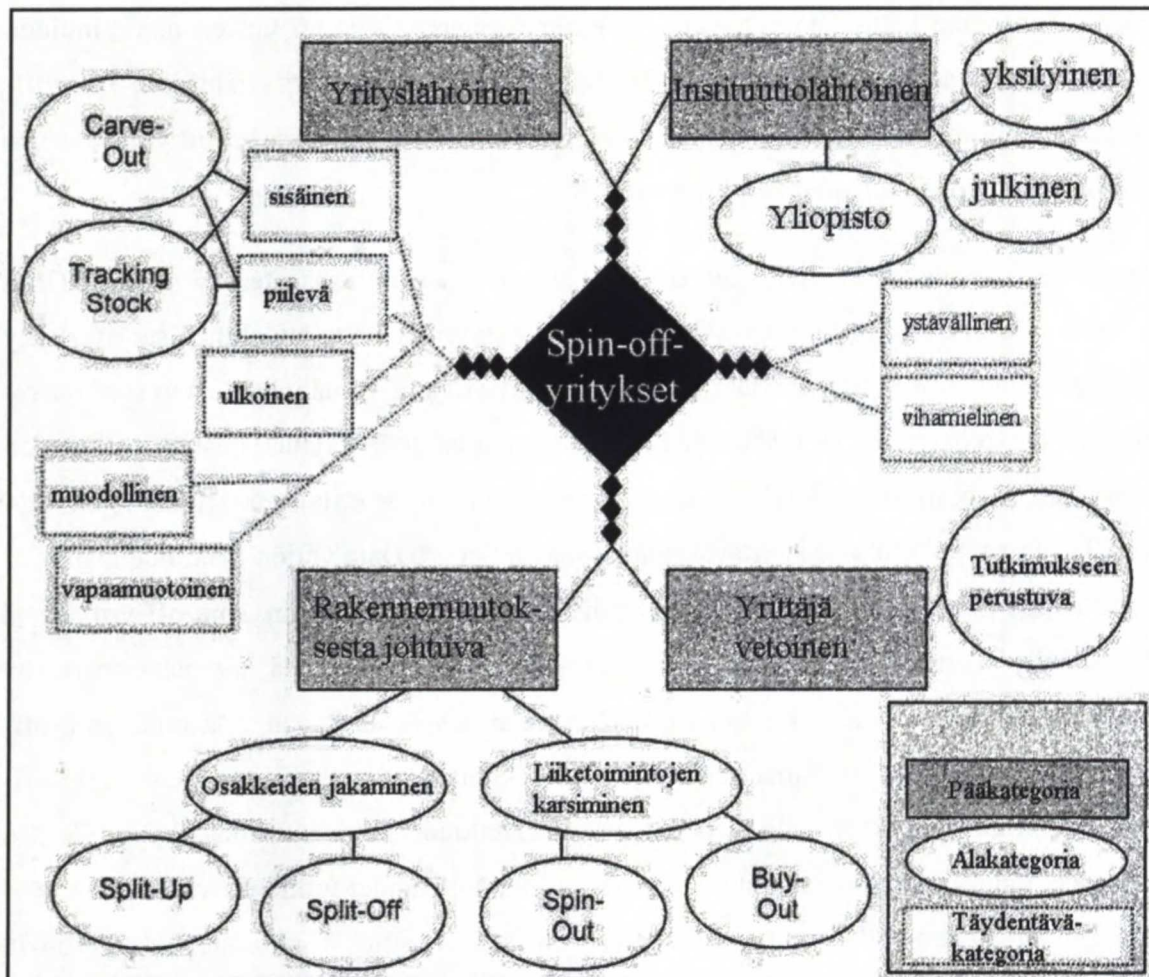 Yrityslähtöinen
Instituutiolähtöinen
yksityinen
julkinen
Yliopisto
Carve-
Out
Tracking
Stock
sisäinen
piilevä
ulkoinen
muodollinen
vapaamuotoinen
Spin-off-
yritykset
ystävällinen
vihamielinen
Rakennemuutok-
sesta johtuva
Yrittäjä
vetoinen
Tutkimukseen
perustuva
Osakkeiden jakaminen
Liiketoimintojen
karsiminen
Split-Up
Split-Off
Spin-
Out
Buy-
Out
Pääkategoria
Alakategoria
Täydentävä-
kategoria